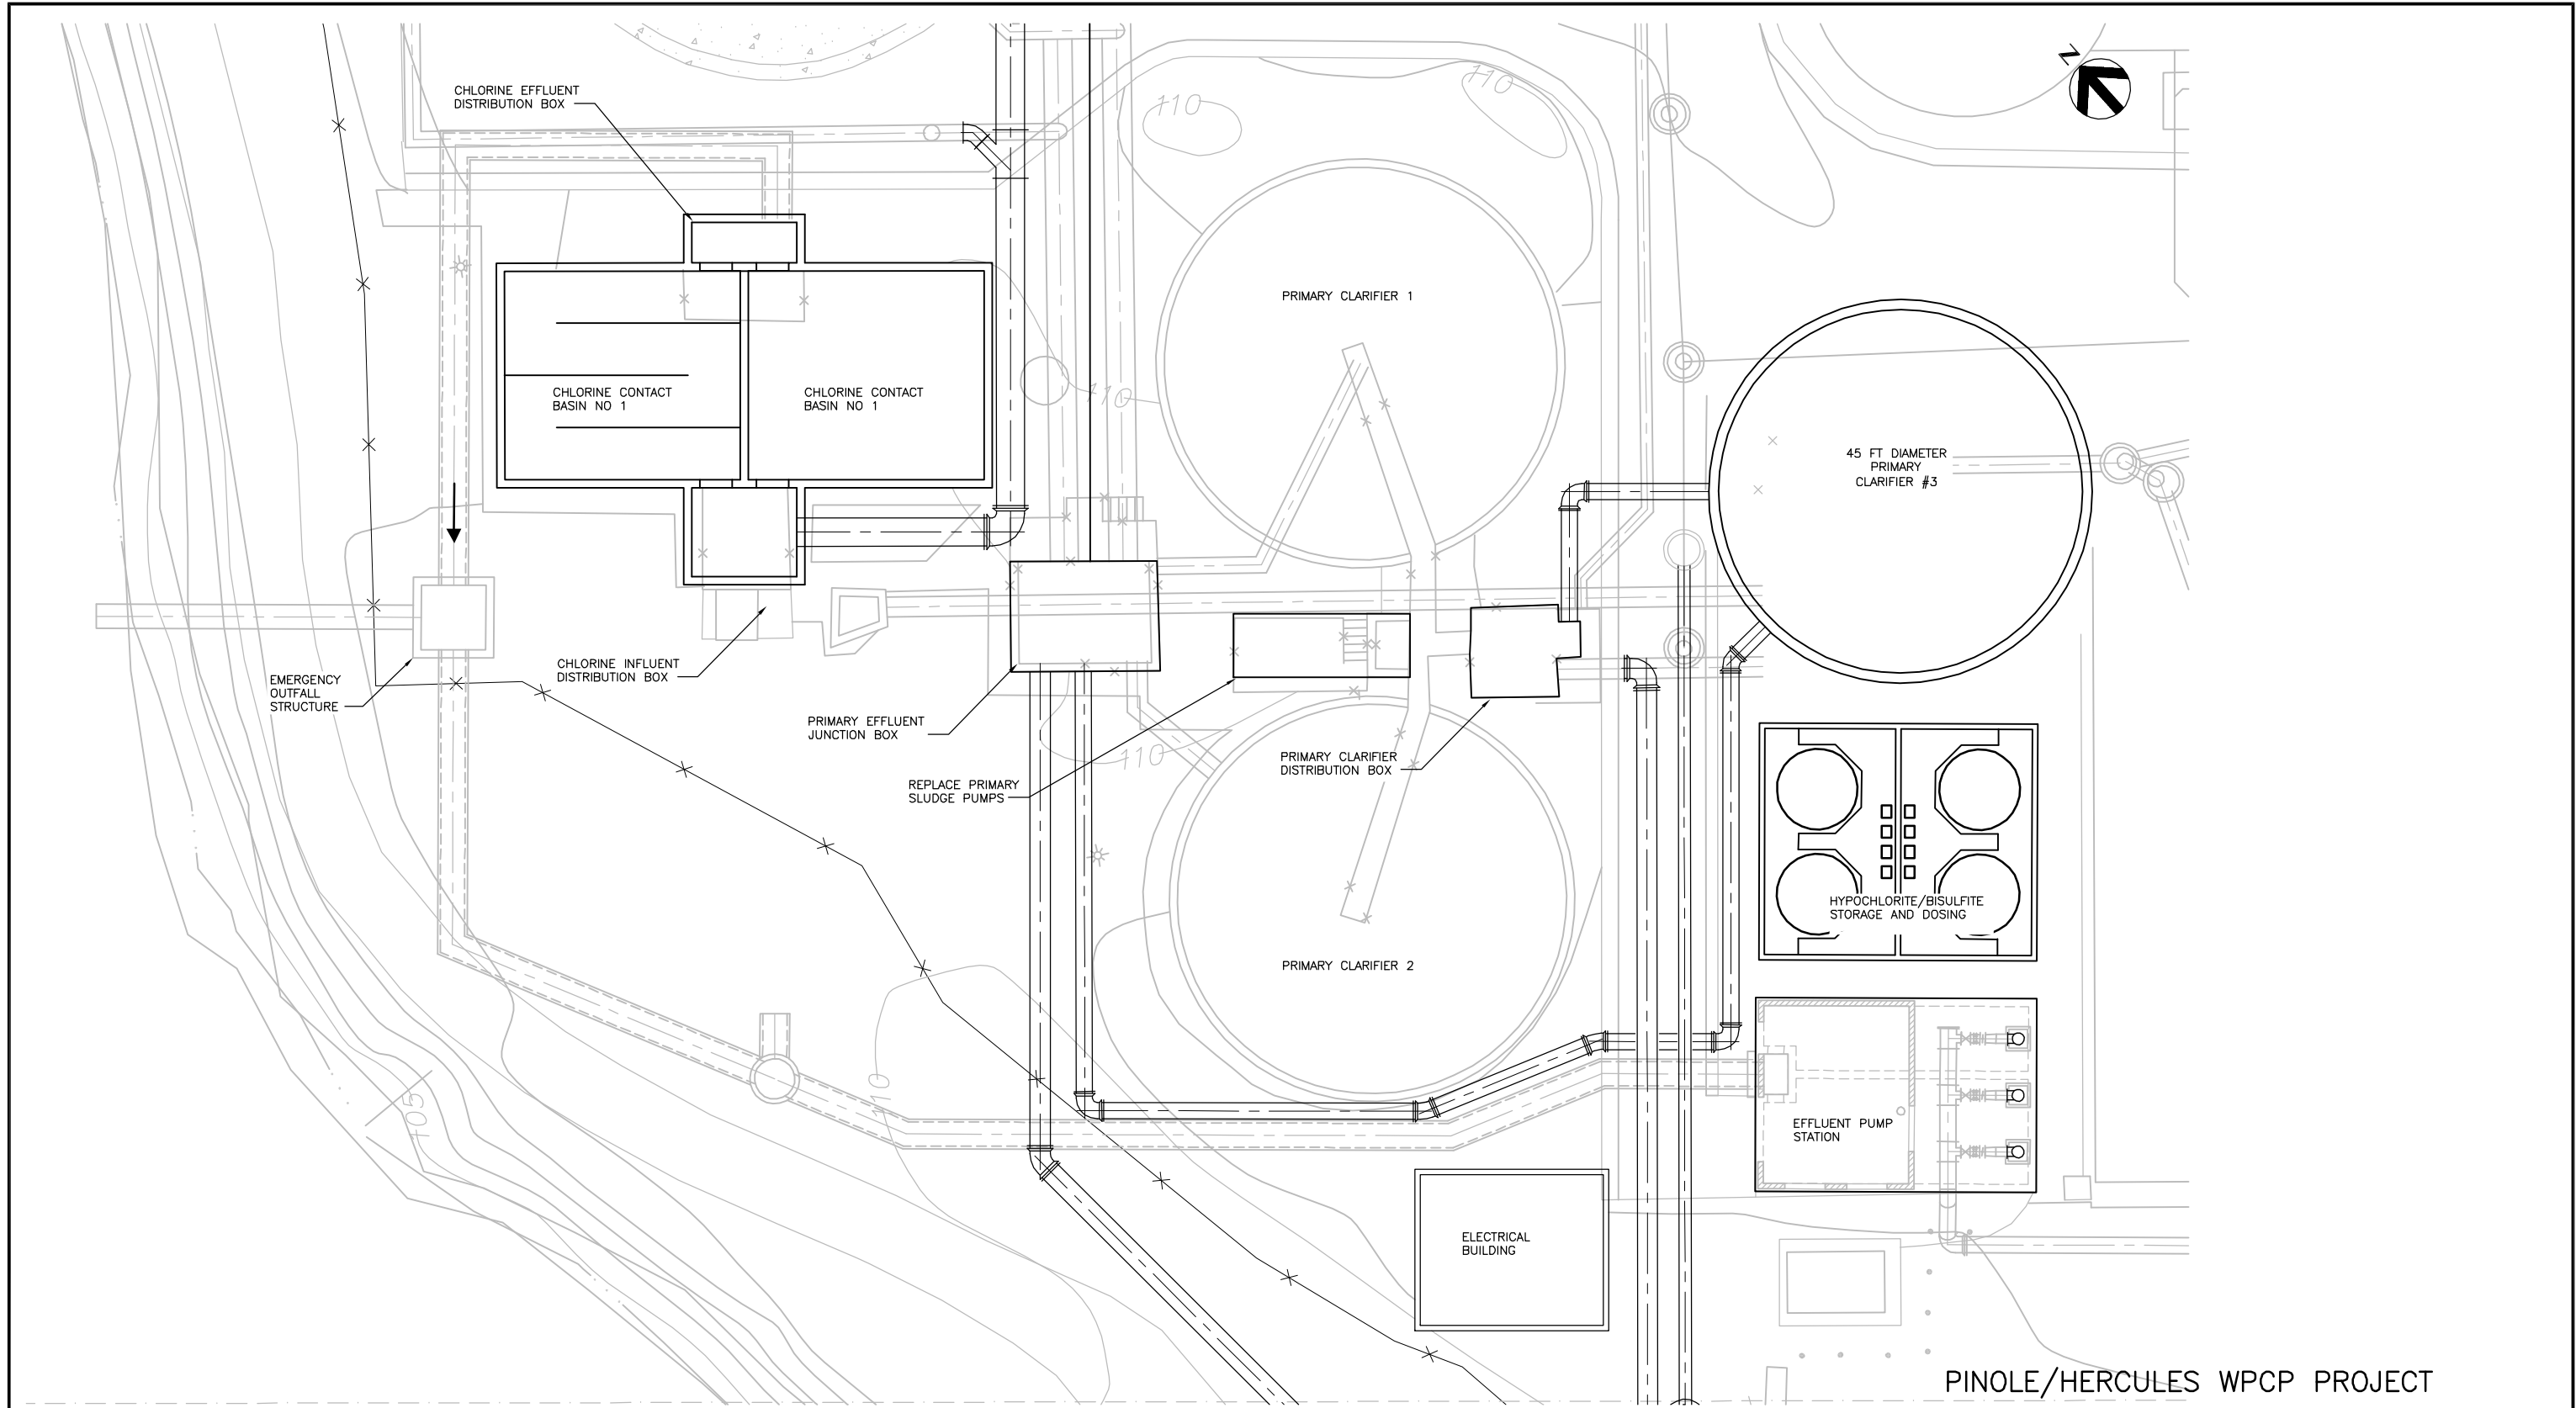 N
CHLORINE EFFLUENT
DISTRIBUTION BOX
110
110
PRIMARY CLARIFIER 1
CHLORINE CONTACT
BASIN NO 1
CHLORINE CONTACT
BASIN NO 1
110
45 FT DIAMETER
PRIMARY
CLARIFIER #3
EMERGENCY
OUTFALL
STRUCTURE
CHLORINE INFLUENT
DISTRIBUTION BOX
PRIMARY EFFLUENT
JUNCTION BOX
110
REPLACE PRIMARY
SLUDGE PUMPS
PRIMARY CLARIFIER
DISTRIBUTION BOX
HYPOCHLORITE/BISULFITE
STORAGE AND DOSING
PRIMARY CLARIFIER 2
110
105
EFFLUENT PUMP
STATION
ELECTRICAL
BUILDING
PINOLE/HERCULES WPCP PROJECT